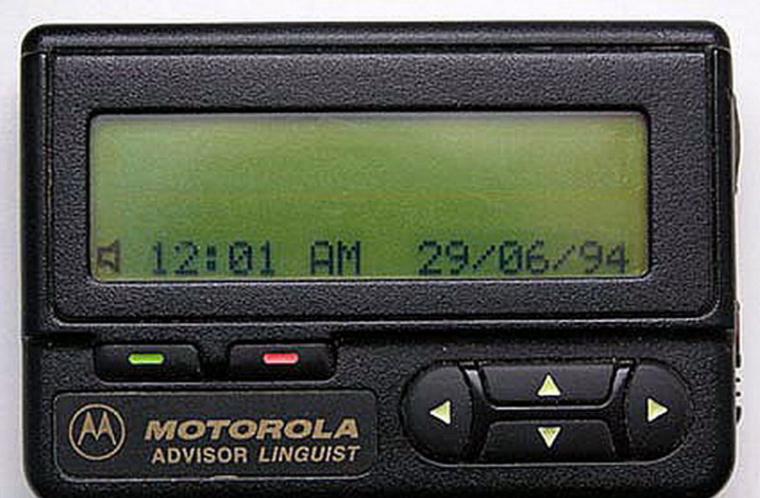 12:01 AM 29/06/94
MOTOROLA
ADVISOR LINGUIST